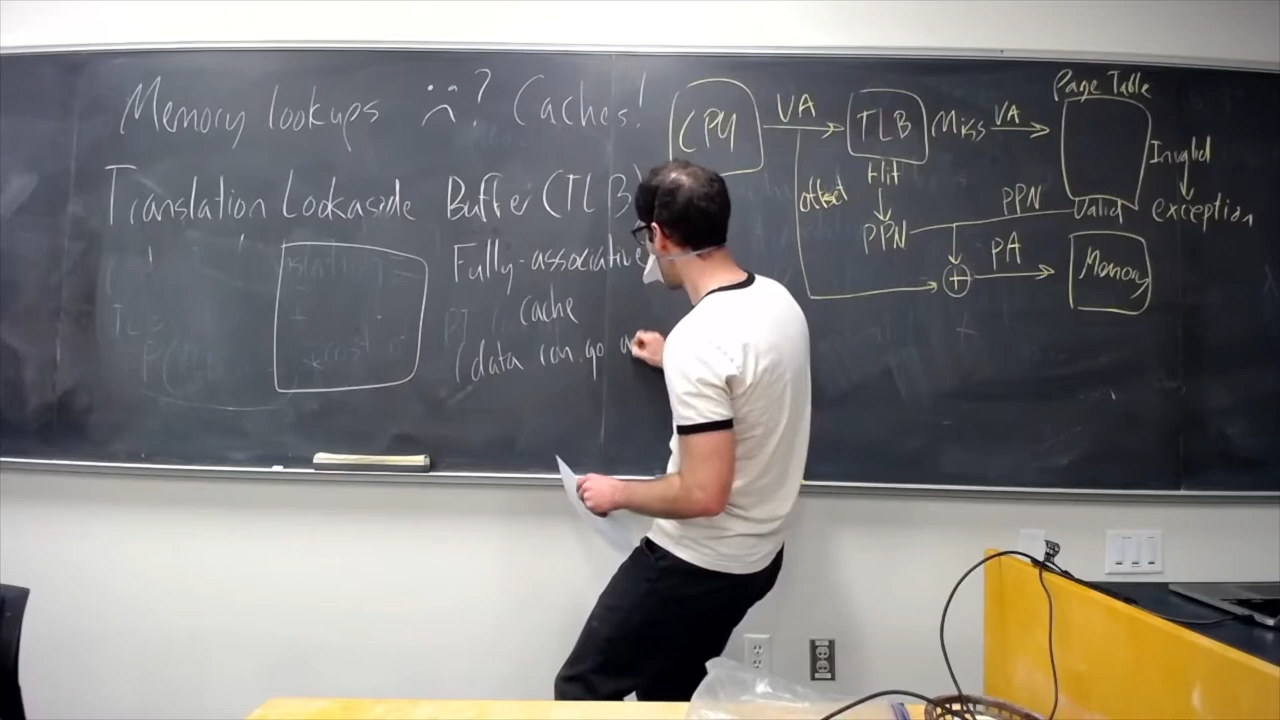 Memory lookups :(? Caches!
Translation Lookaside Buffer (TLB)
Fully-associative
cache
(data can go
CPU
VA
TLB
Miss
VA
Page Table
Invalid
exception
Hit
offset
PPN
PPN
Valid
PA
Memory
+